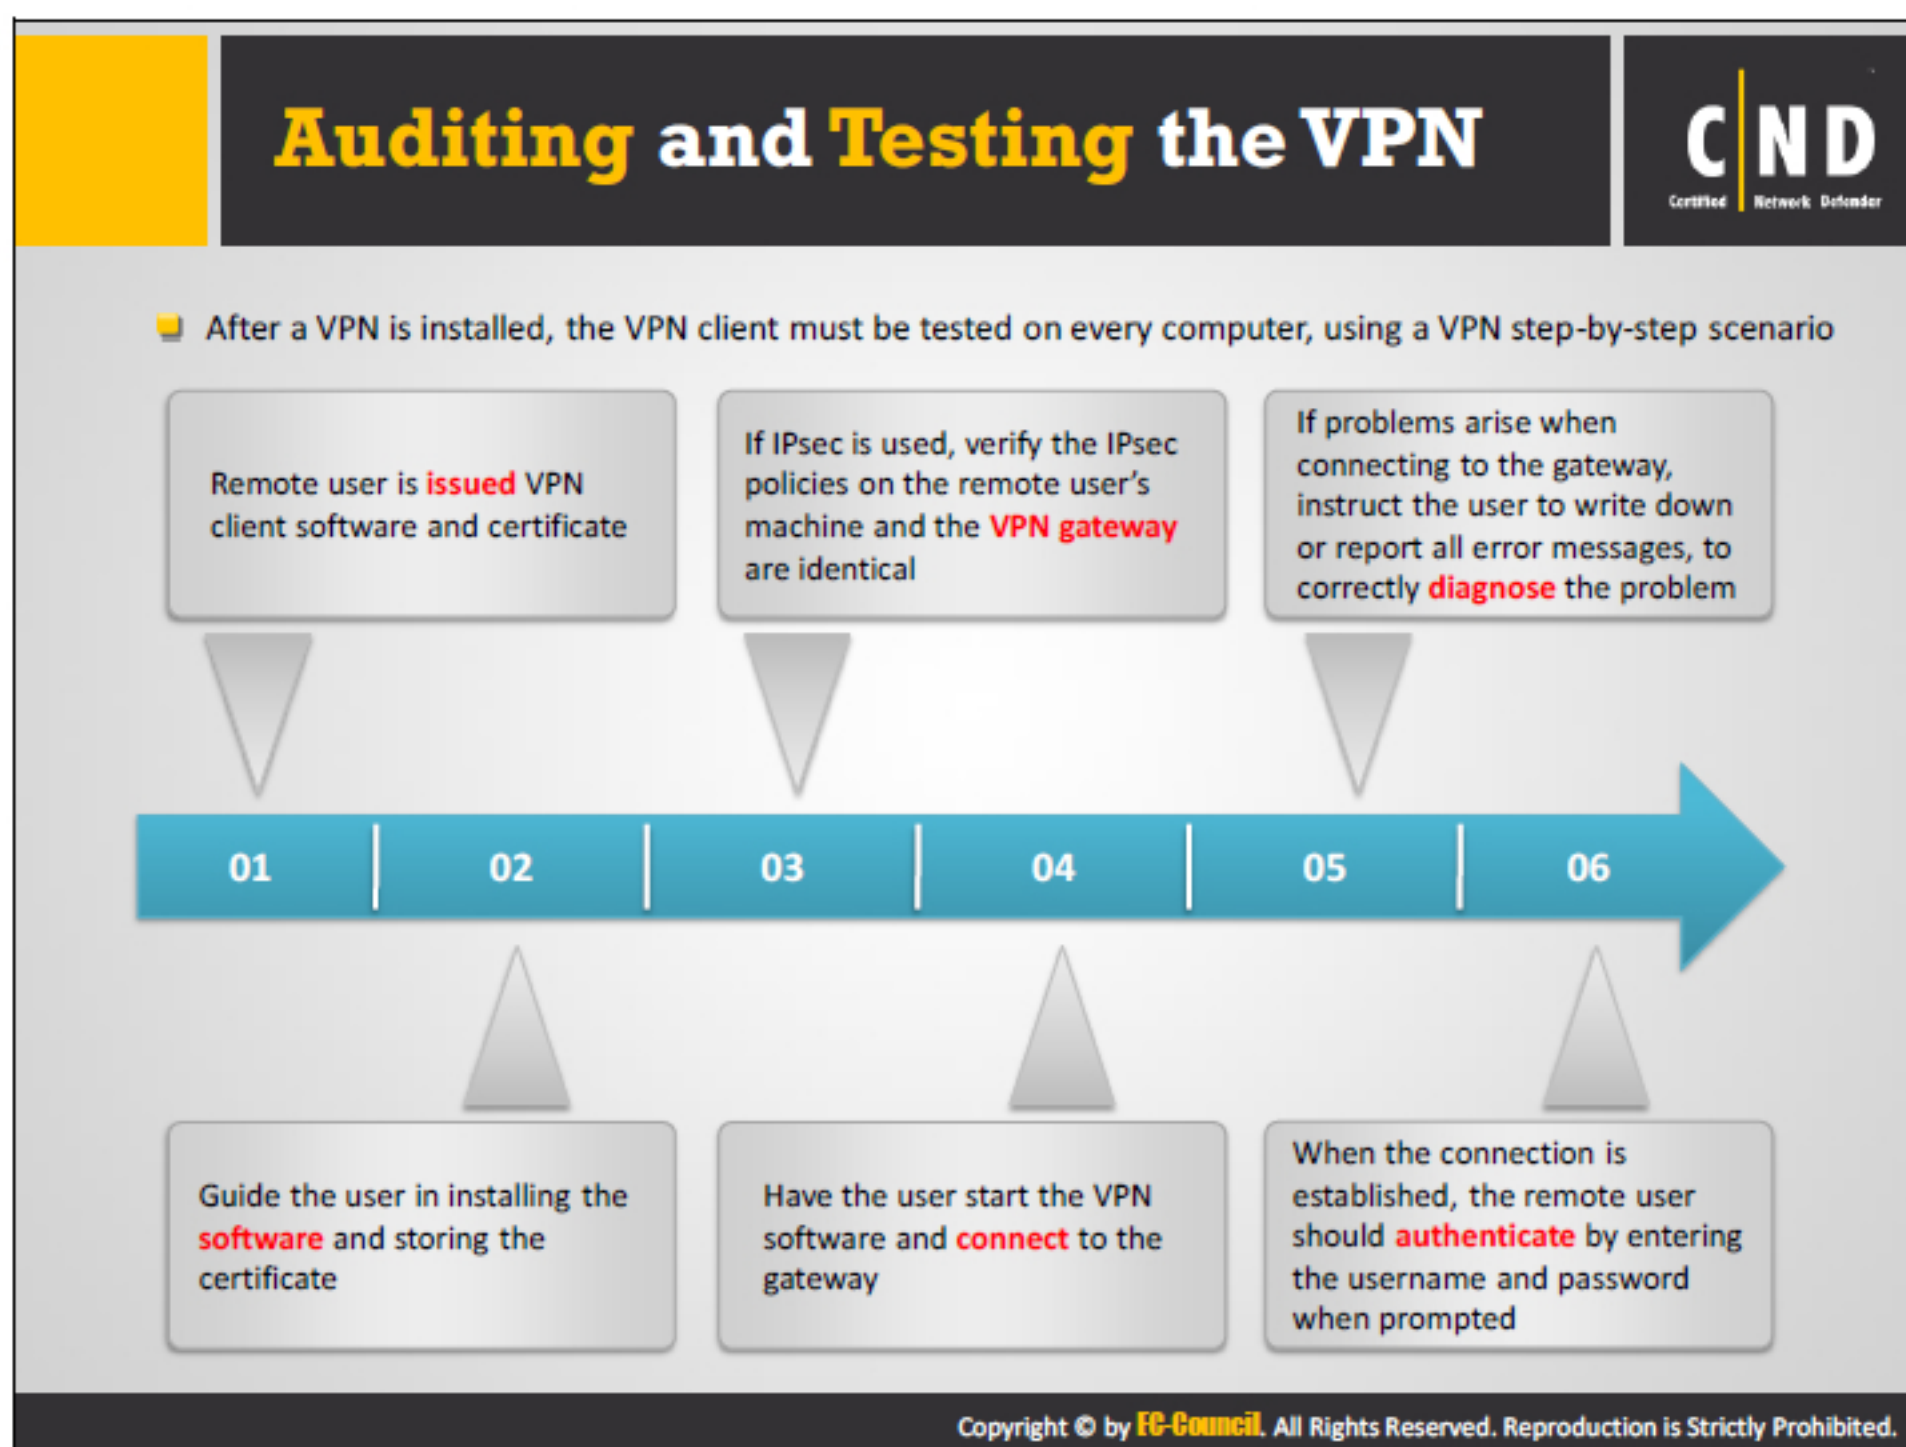 Auditing and Testing the VPN
C|ND
Certified Network Defender
After a VPN is installed, the VPN client must be tested on every computer, using a VPN step-by-step scenario
Remote user is issued VPN
client software and certificate
If IPsec is used, verify the IPsec
policies on the remote user's
machine and the VPN gateway
are identical
If problems arise when
connecting to the gateway,
instruct the user to write down
or report all error messages, to
correctly diagnose the problem
01
02
03
04
05
06
Guide the user in installing the
software and storing the
certificate
Have the user start the VPN
software and connect to the
gateway
When the connection is
established, the remote user
should authenticate by entering
the username and password
when prompted
Copyright © by EC-Council. All Rights Reserved. Reproduction is Strictly Prohibited.